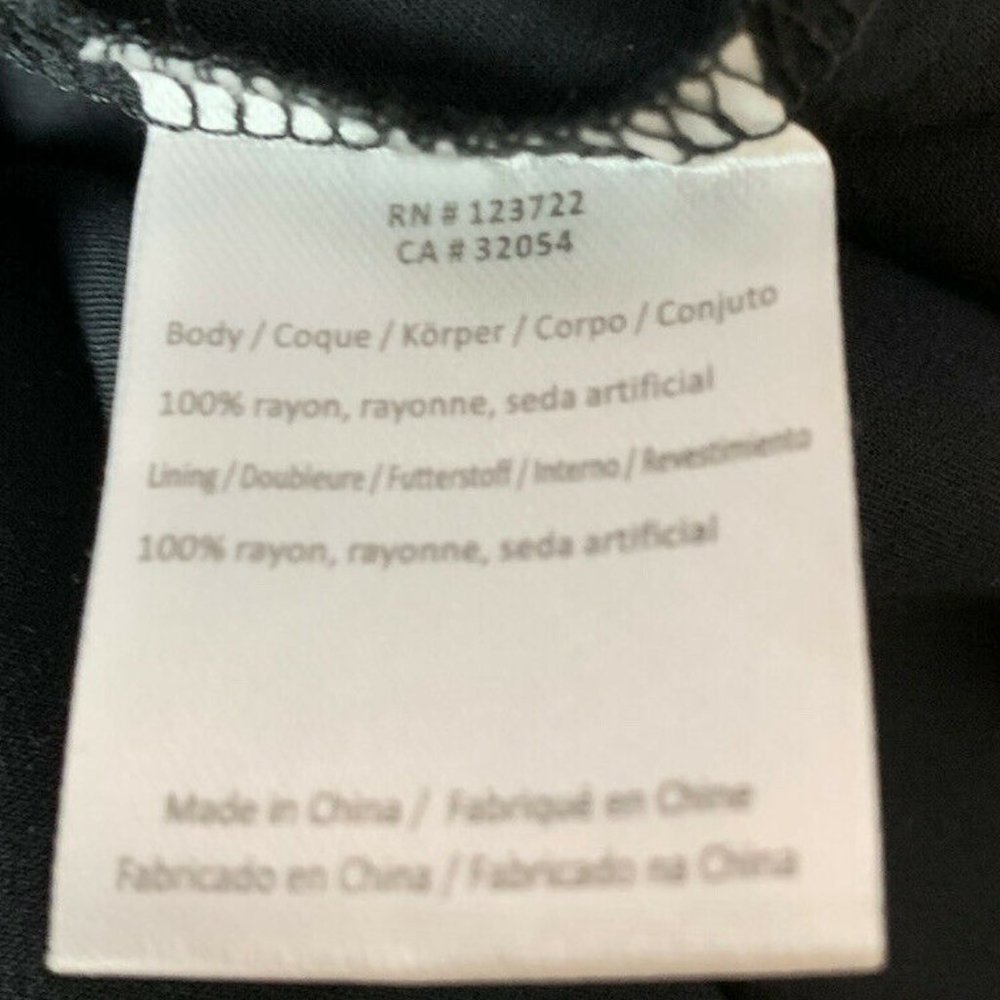 RN # 123722
CA # 32054
Body / Coque / Körper / Corpo / Conjuto
100% rayon, rayonne, seda artificial
Lining / Doubleure / Futterstoff / Interno / Revestimiento
100% rayon, rayonne, seda artificial
Made in China / Fabriqué en Chine
Fabricado en China / Fabricado na China